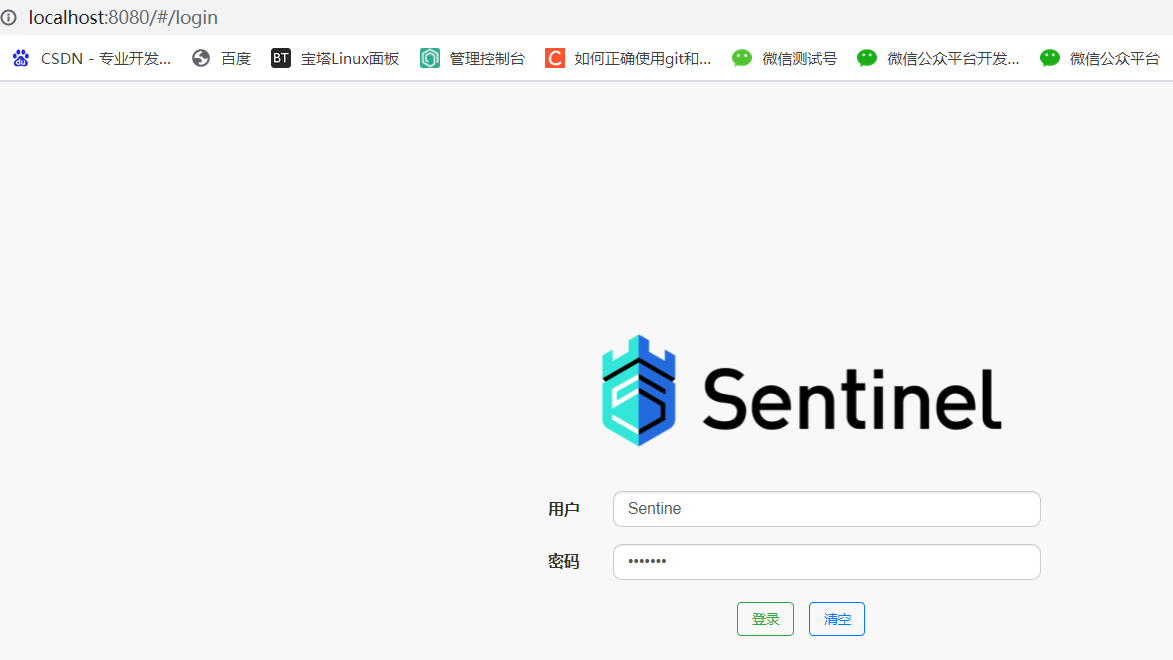 localhost:8080/#/login
CSDN - 专业开发... 百度 BT 宝塔Linux面板 管理控制台 C 如何正确使用git和... 微信测试号 微信公众平台开发... 微信公众平台
Sentinel
用户 Sentine
密码 •••••••
登录 清空